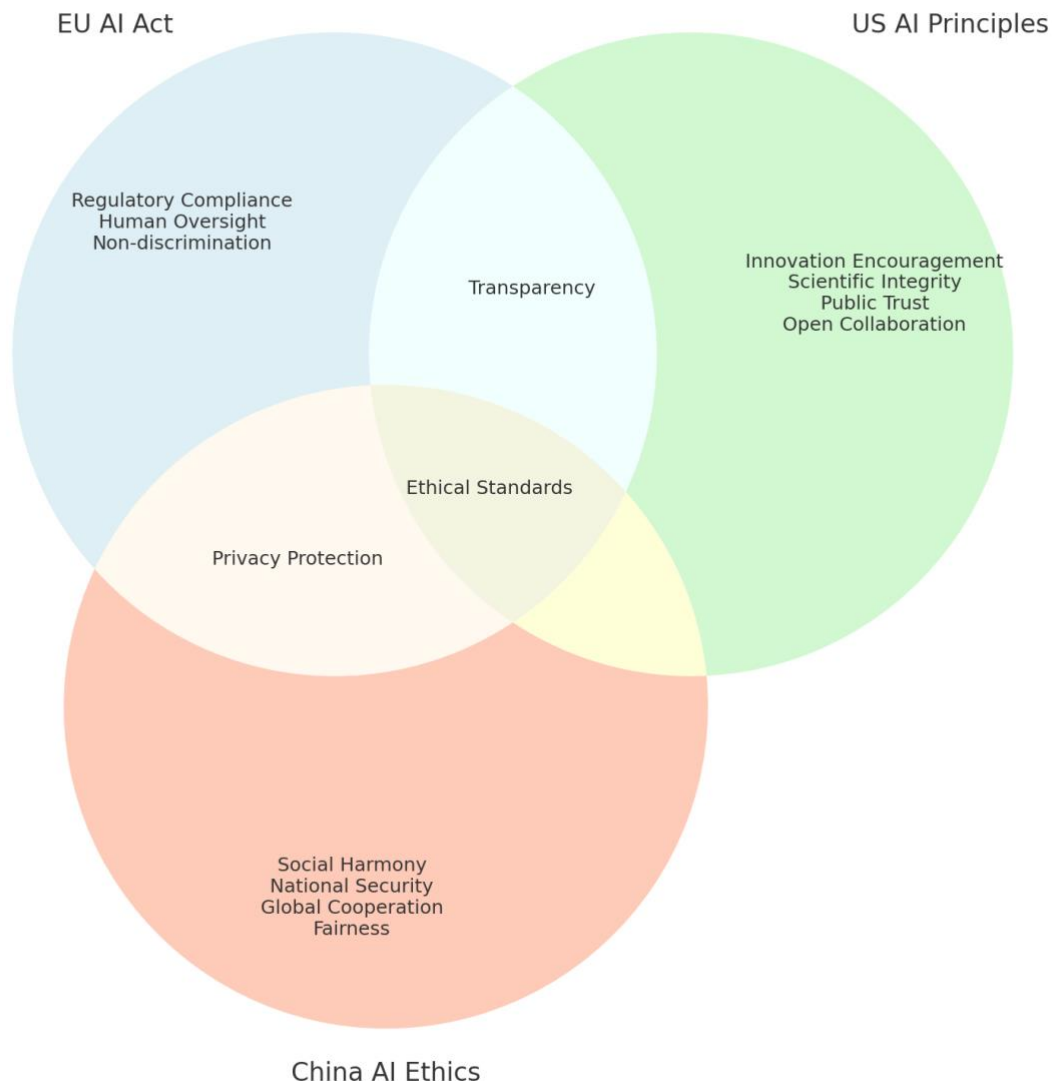 EU AI Act
US AI Principles
Regulatory Compliance
Human Oversight
Non-discrimination
Innovation Encouragement
Scientific Integrity
Public Trust
Open Collaboration
Transparency
Ethical Standards
Privacy Protection
Social Harmony
National Security
Global Cooperation
Fairness
China AI Ethics